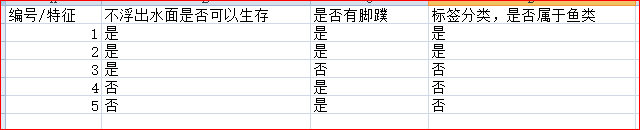 编号/特征 不浮出水面是否可以生存 是否有脚蹼 标签分类，是否属于鱼类
1 是 是 是
2 是 是 是
3 是 否 否
4 否 是 否
5 否 是 否